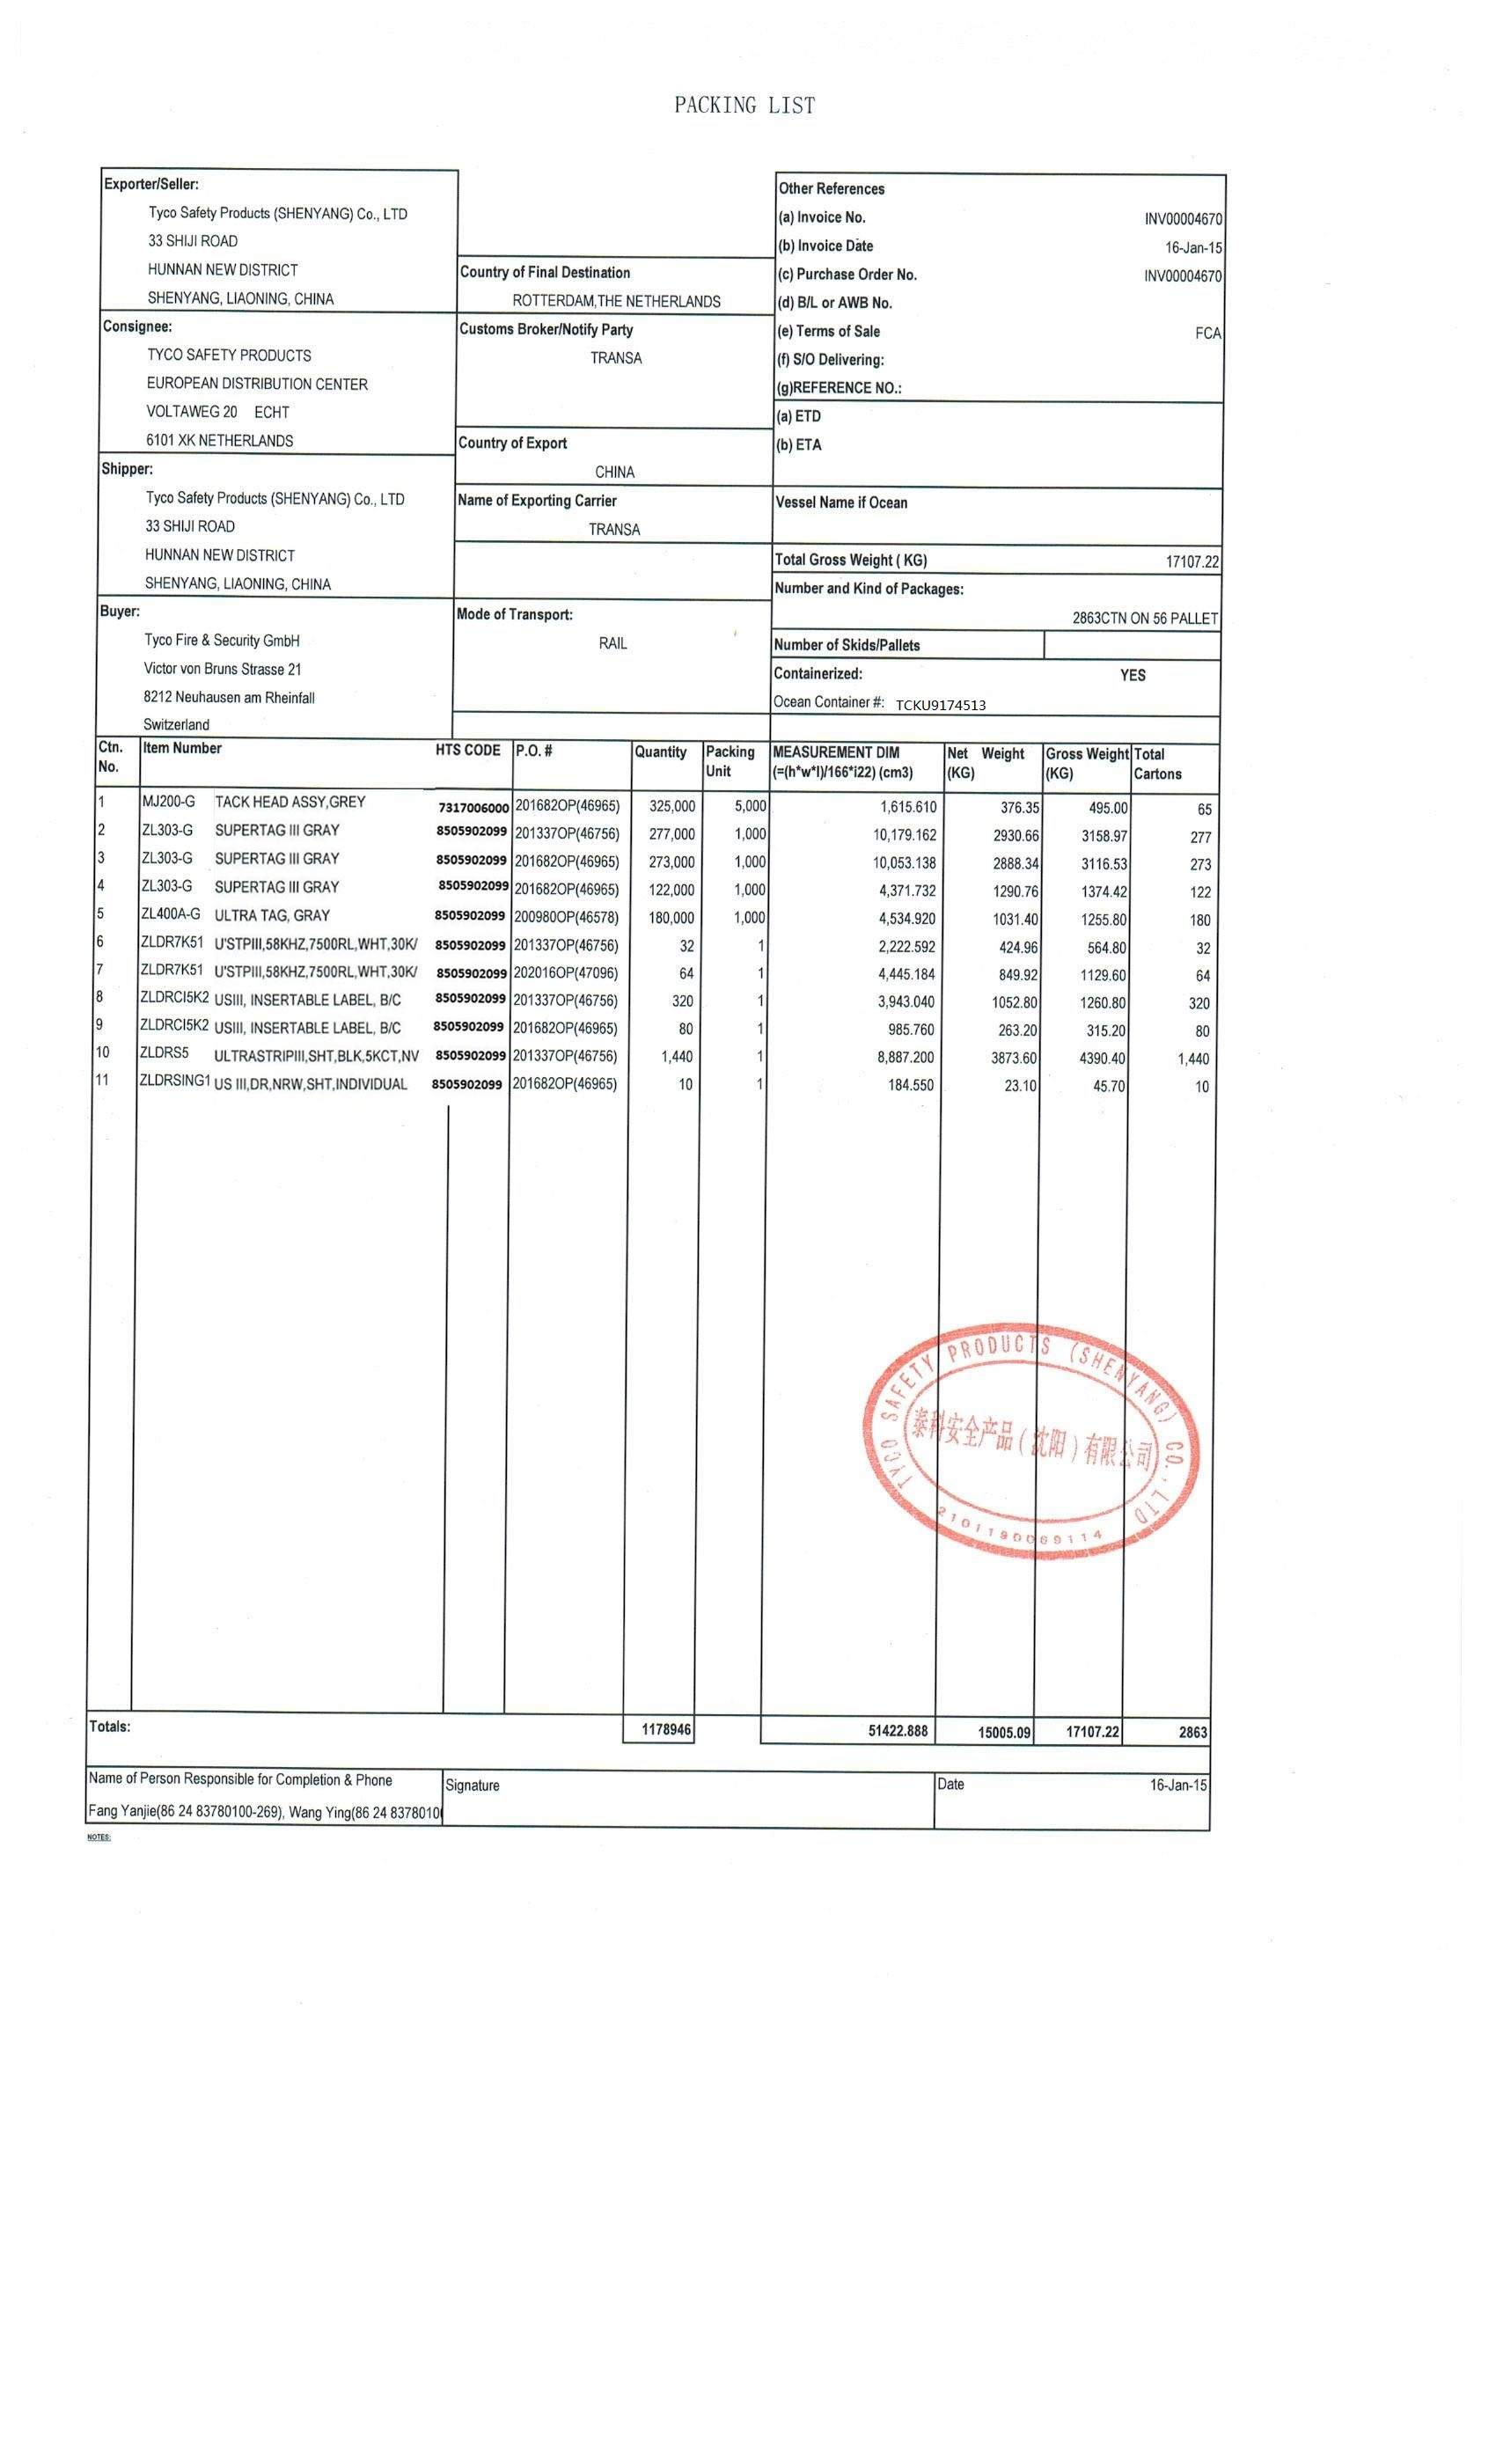 PACKING LIST
Exporter/Seller:
Tyco Safety Products (SHENYANG) Co., LTD
33 SHIJI ROAD
HUNNAN NEW DISTRICT
SHENYANG, LIAONING, CHINA
Country of Final Destination
ROTTERDAM,THE NETHERLANDS
Other References
(a) Invoice No. INV00004670
(b) Invoice Date 16-Jan-15
(c) Purchase Order No. INV00004670
(d) B/L or AWB No.
(e) Terms of Sale FCA
(f) S/O Delivering:
(g)REFERENCE NO.:
Consignee:
TYCO SAFETY PRODUCTS
EUROPEAN DISTRIBUTION CENTER
VOLTAWEG 20 ECHT
6101 XK NETHERLANDS
Customs Broker/Notify Party
TRANSA
(a) ETD
(b) ETA
Country of Export
CHINA
Shipper:
Tyco Safety Products (SHENYANG) Co., LTD
33 SHIJI ROAD
HUNNAN NEW DISTRICT
SHENYANG, LIAONING, CHINA
Name of Exporting Carrier
TRANSA
Vessel Name if Ocean
Total Gross Weight ( KG) 17107.22
Number and Kind of Packages:
2863CTN ON 56 PALLET
Buyer:
Tyco Fire & Security GmbH
Victor von Bruns Strasse 21
8212 Neuhausen am Rheinfall
Switzerland
Mode of Transport:
RAIL
Number of Skids/Pallets
Containerized: YES
Ocean Container #: TCKU9174513
Ctn. No. Item Number HTS CODE P.O. # Quantity Packing Unit MEASUREMENT DIM (=(h*w*l)/166*i22) (cm3) Net Weight (KG) Gross Weight (KG) Total Cartons
1 MJ200-G TACK HEAD ASSY,GREY 7317006000 201682OP(46965) 325,000 5,000 1,615.610 376.35 495.00 65
2 ZL303-G SUPERTAG III GRAY 8505902099 201337OP(46756) 277,000 1,000 10,179.162 2930.66 3158.97 277
3 ZL303-G SUPERTAG III GRAY 8505902099 201682OP(46965) 273,000 1,000 10,053.138 2888.34 3116.53 273
4 ZL303-G SUPERTAG III GRAY 8505902099 201682OP(46965) 122,000 1,000 4,371.732 1290.76 1374.42 122
5 ZL400A-G ULTRA TAG, GRAY 8505902099 200980OP(46578) 180,000 1,000 4,534.920 1031.40 1255.80 180
6 ZLDR7K51 U'STPIII,58KHZ,7500RL,WHT,30K/ 8505902099 201337OP(46756) 32 1 2,222.592 424.96 564.80 32
7 ZLDR7K51 U'STPIII,58KHZ,7500RL,WHT,30K/ 8505902099 202016OP(47096) 64 1 4,445.184 849.92 1129.60 64
8 ZLDRCI5K2 USIII, INSERTABLE LABEL, B/C 8505902099 201337OP(46756) 320 1 3,943.040 1052.80 1260.80 320
9 ZLDRCI5K2 USIII, INSERTABLE LABEL, B/C 8505902099 201682OP(46965) 80 1 985.760 263.20 315.20 80
10 ZLDRS5 ULTRASTRIPIII,SHT,BLK,5KCT,NV 8505902099 201337OP(46756) 1,440 1 8,887.200 3873.60 4390.40 1,440
11 ZLDRSING1 US III,DR,NRW,SHT,INDIVIDUAL 8505902099 201682OP(46965) 10 1 184.550 23.10 45.70 10
TYCO SAFETY PRODUCTS (SHENYANG) CO., LTD
泰科安全产品(沈阳)有限公司
2101190069114
Totals: 1178946 51422.888 15005.09 17107.22 2863
Name of Person Responsible for Completion & Phone
Fang Yanjie(86 24 83780100-269), Wang Ying(86 24 8378010
Signature
Date 16-Jan-15
NOTES: